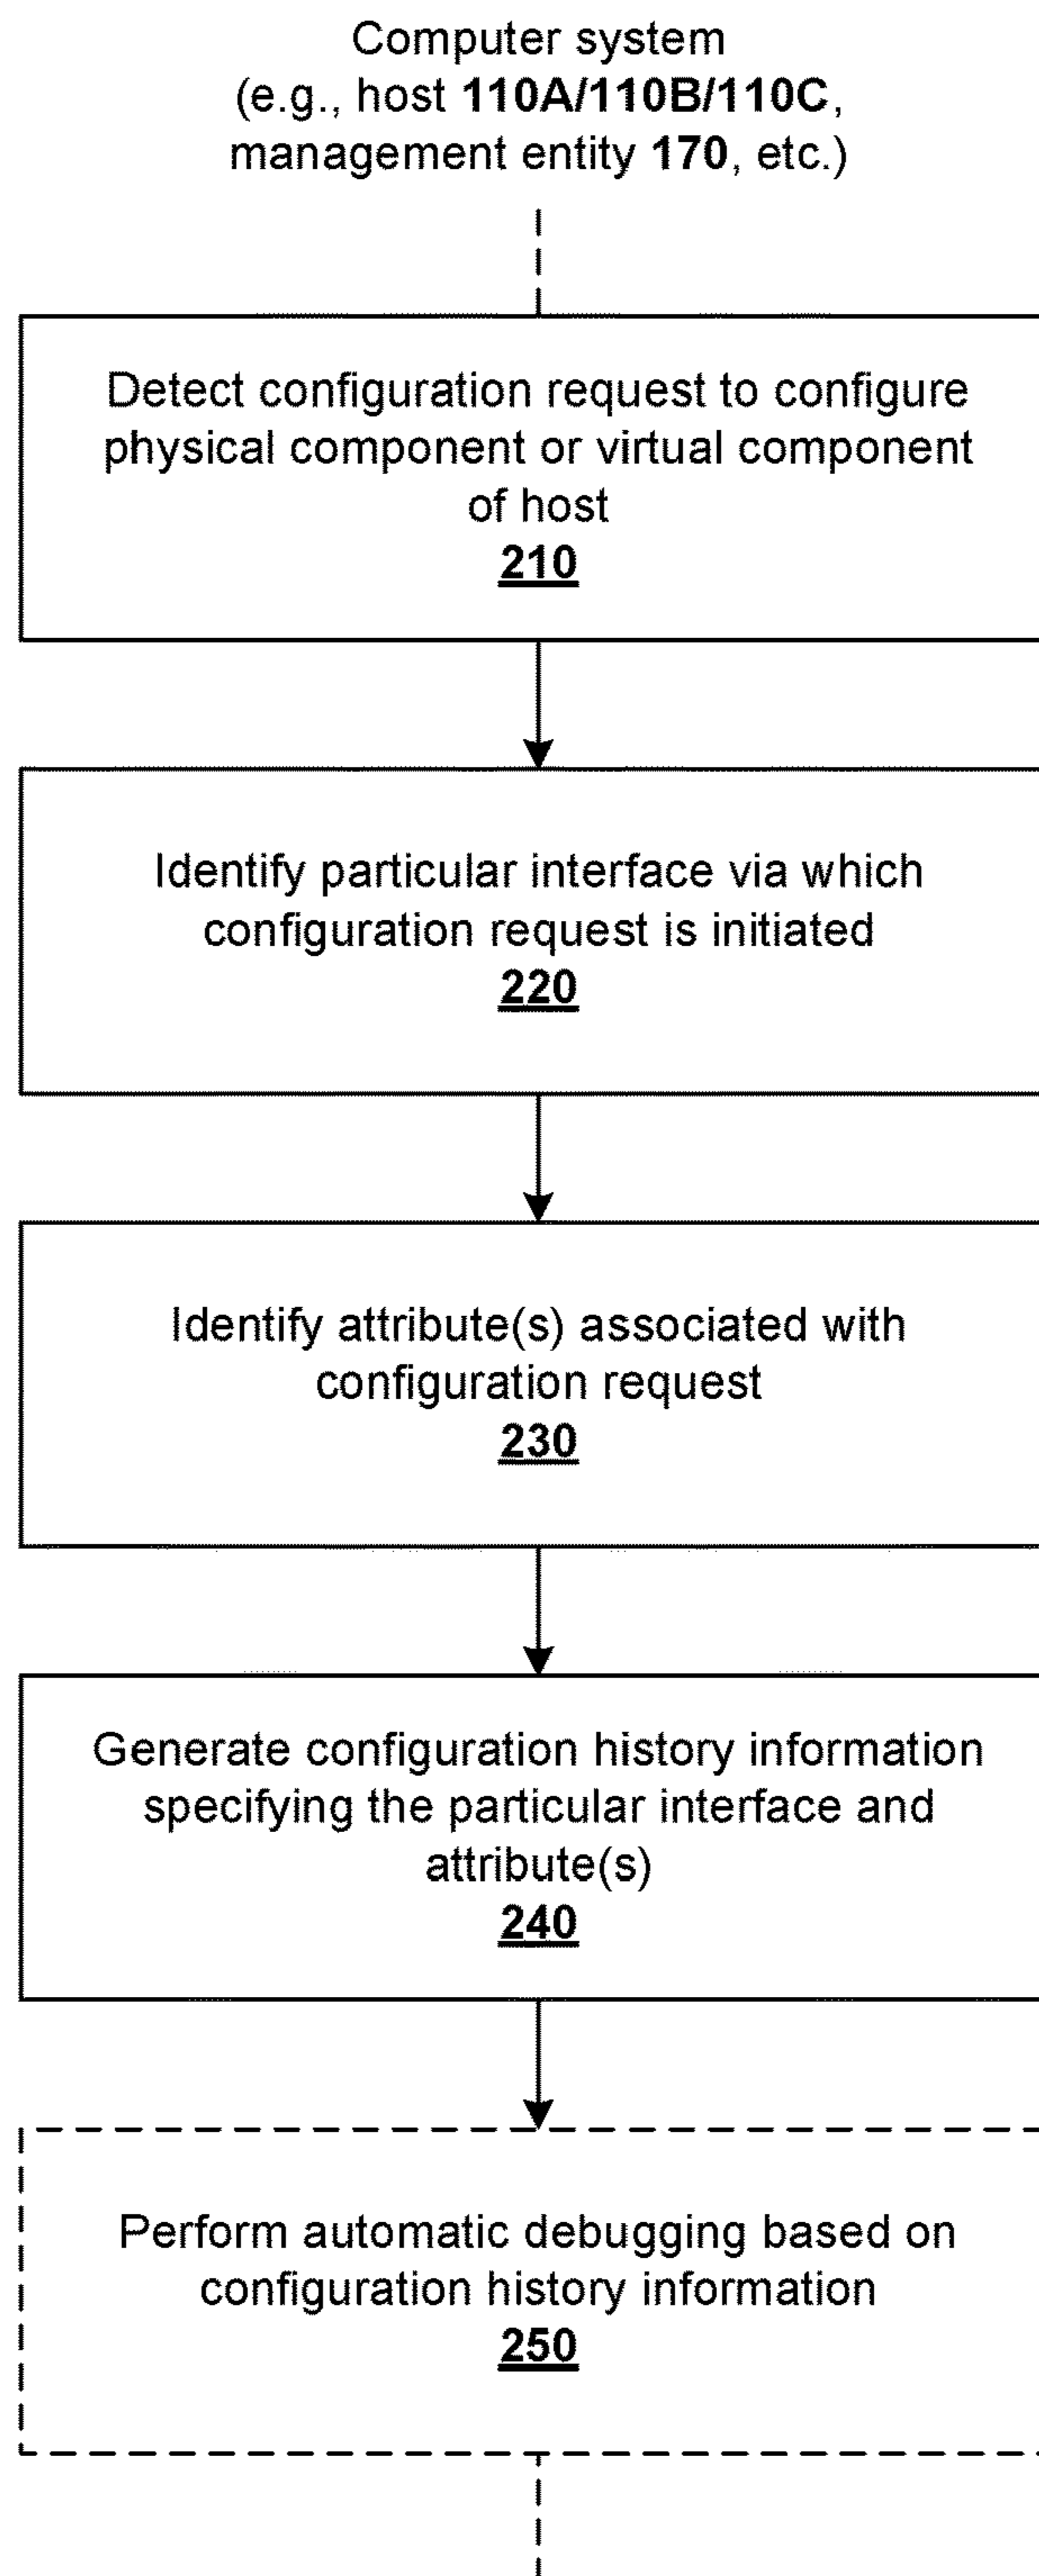 Computer system
(e.g., host 110A/110B/110C,
management entity 170, etc.)
Detect configuration request to configure
physical component or virtual component
of host
210
Identify particular interface via which
configuration request is initiated
220
Identify attribute(s) associated with
configuration request
230
Generate configuration history information
specifying the particular interface and
attribute(s)
240
Perform automatic debugging based on
configuration history information
250